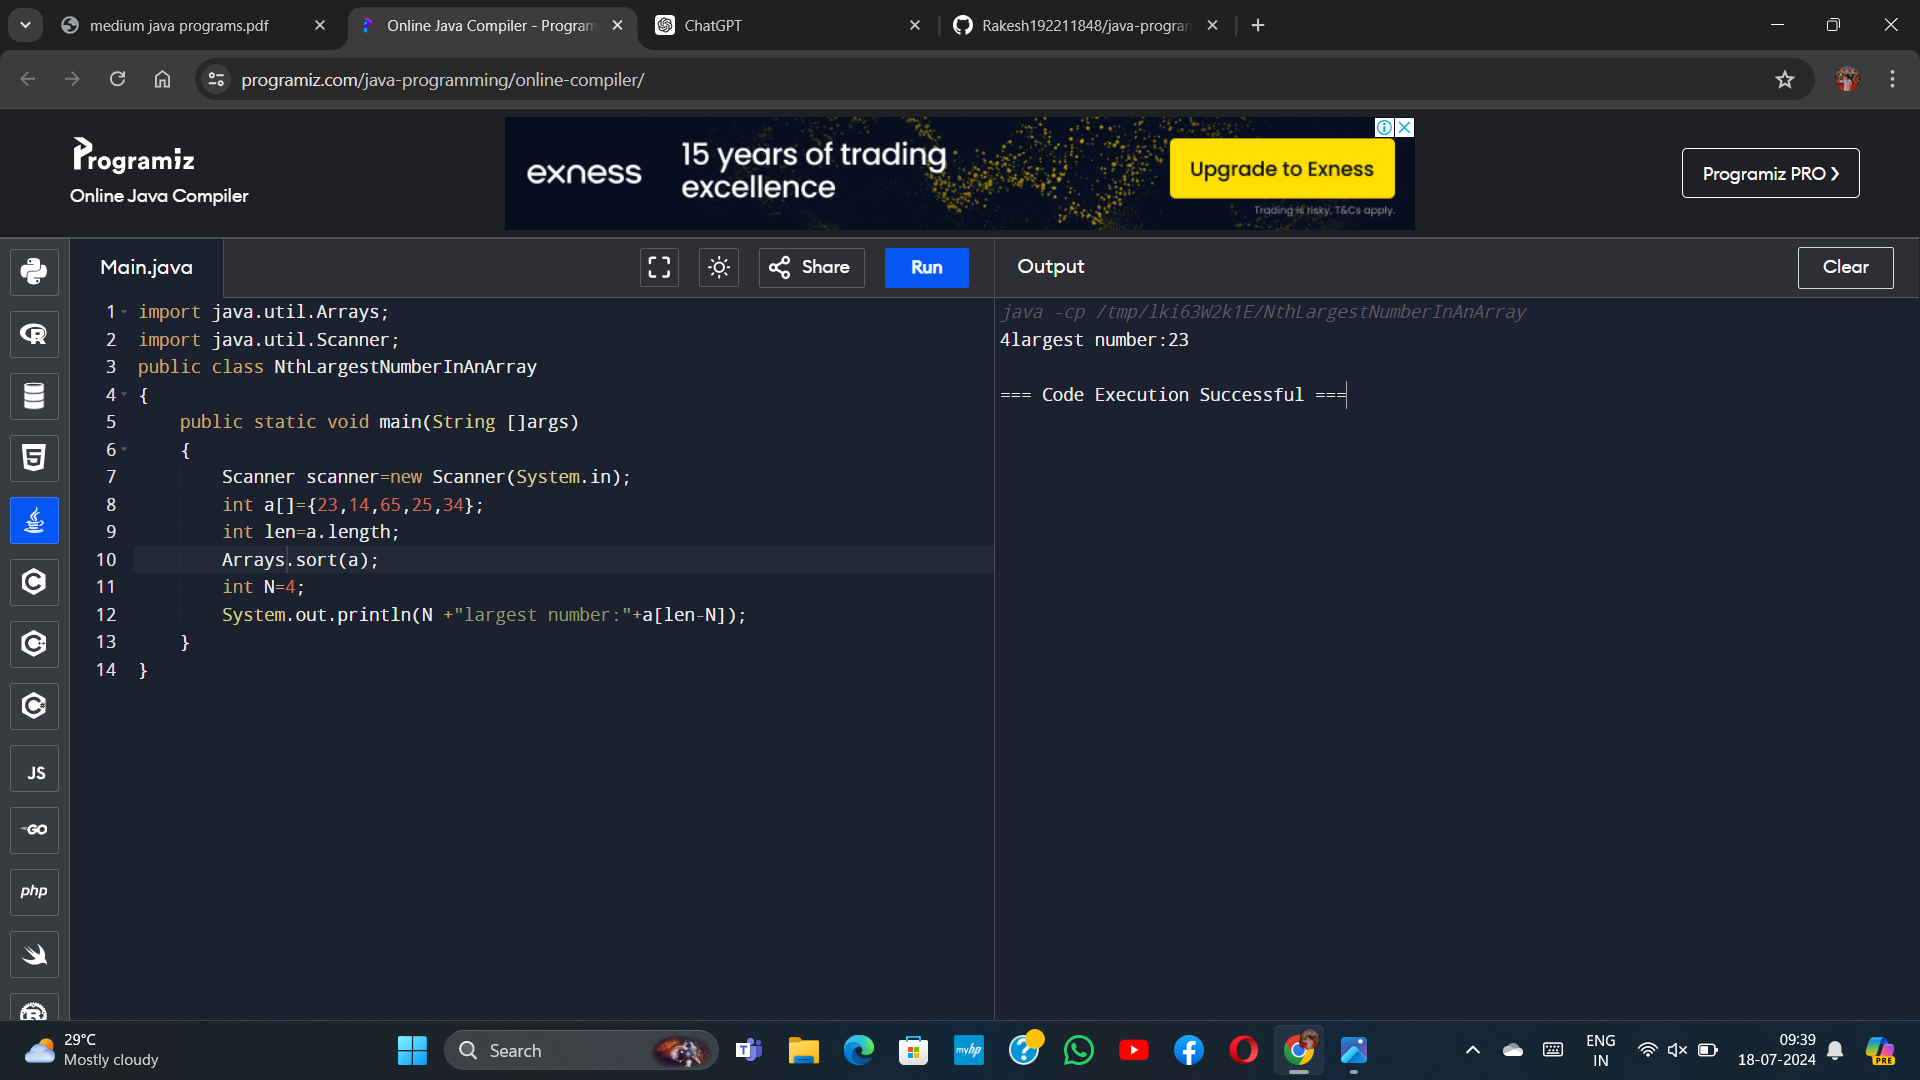 medium java programs.pdf
Online Java Compiler - Program
ChatGPT
Rakesh192211848/java-progran
programiz.com/java-programming/online-compiler/
Programiz
Online Java Compiler
exness
15 years of trading
excellence
Upgrade to Exness
Trading is risky. T&Cs apply.
Programiz PRO
Main.java
Share
Run
Output
Clear
1 import java.util.Arrays;
2 import java.util.Scanner;
3 public class NthLargestNumberInAnArray
4 {
5 public static void main(String []args)
6 {
7 Scanner scanner=new Scanner(System.in);
8 int a[]={23,14,65,25,34};
9 int len=a.length;
10 Arrays.sort(a);
11 int N=4;
12 System.out.println(N +"largest number:"+a[len-N]);
13 }
14 }
java -cp /tmp/lki63W2k1E/NthLargestNumberInAnArray
4largest number:23
=== Code Execution Successful ===
R
5
C
C
C
JS
GO
php
R
29°C
Mostly cloudy
Search
myhp
ENG
IN
09:39
18-07-2024
PRE